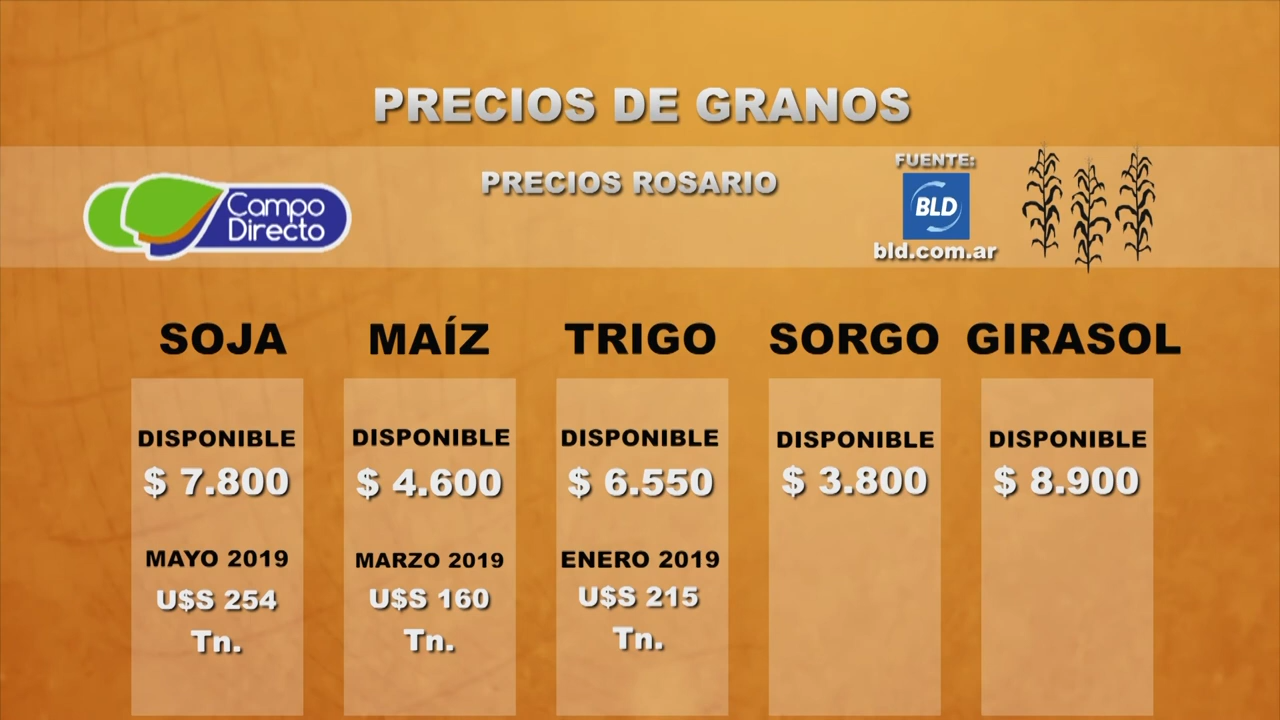 PRECIOS DE GRANOS
PRECIOS ROSARIO
Campo
Directo
FUENTE:
BLD
bld.com.ar
SOJA
DISPONIBLE
$ 7.800
MAYO 2019
U$S 254
Tn.
MAÍZ
DISPONIBLE
$ 4.600
MARZO 2019
U$S 160
Tn.
TRIGO
DISPONIBLE
$ 6.550
ENERO 2019
U$S 215
Tn.
SORGO
DISPONIBLE
$ 3.800
GIRASOL
DISPONIBLE
$ 8.900